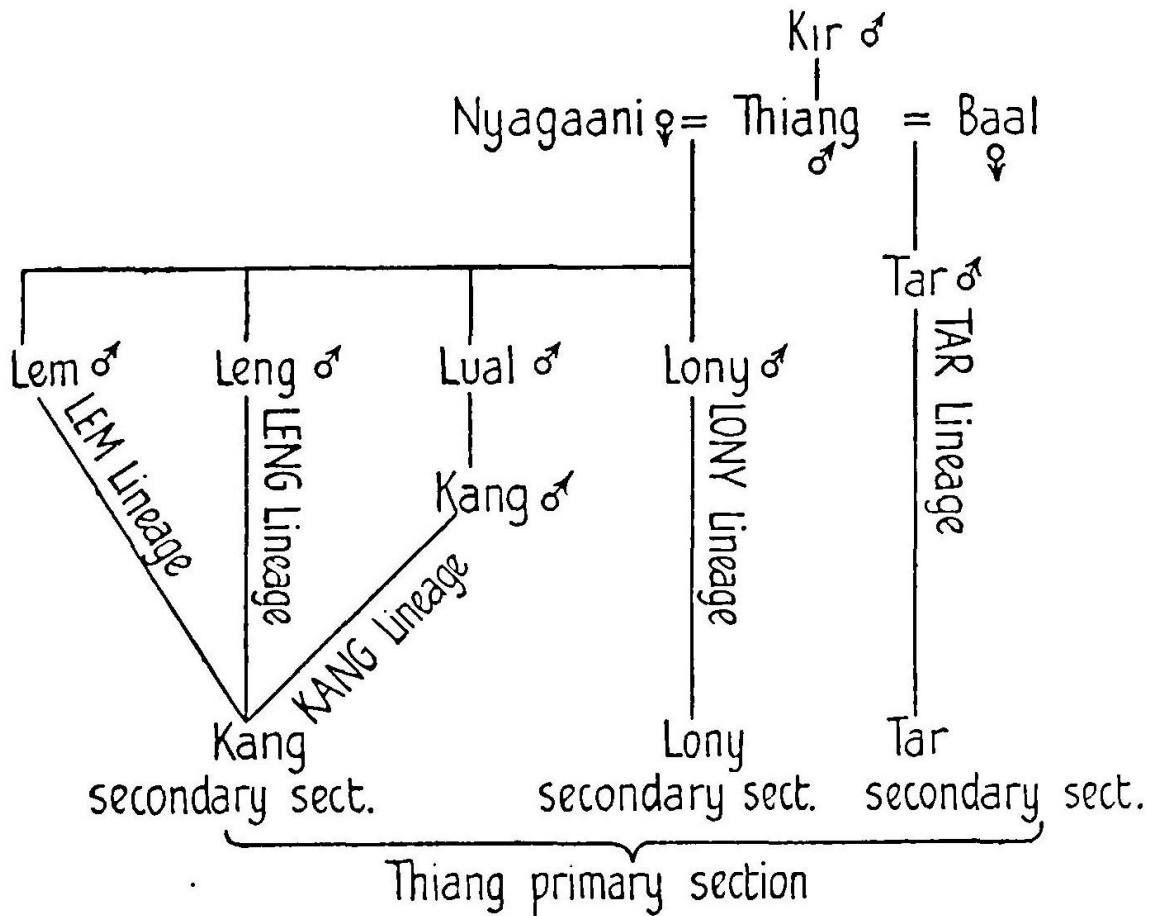 Kır ♂
Nyagaani ♀ = Thiang ♂ = Baal ♀
Tar ♂
Lem ♂ Leng ♂ Lual ♂ Lony ♂
Kang ♂
LEM Lineage
LENG Lineage
KANG Lineage
LONY Lineage
TAR Lineage
Kang Lony Tar
secondary sect. secondary sect. secondary sect.
Thiang primary section